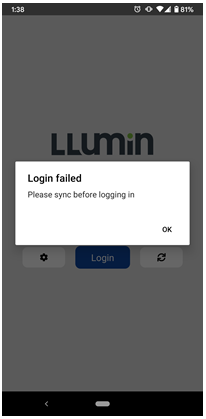 1:38
81%
LLumin
Login failed
Please sync before logging in
OK
Login